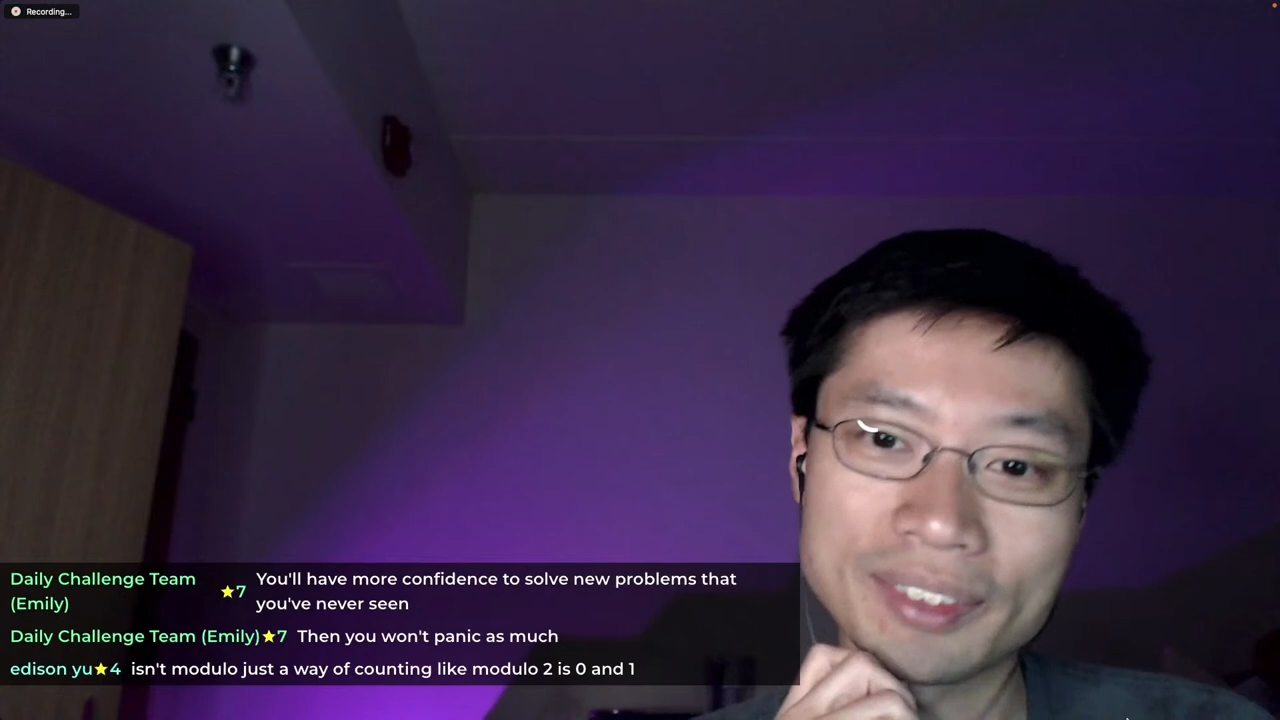 Recording...
Daily Challenge Team (Emily) ⭐7 You'll have more confidence to solve new problems that
you've never seen
Daily Challenge Team (Emily)⭐7 Then you won't panic as much
edison yu⭐4 isn't modulo just a way of counting like modulo 2 is 0 and 1